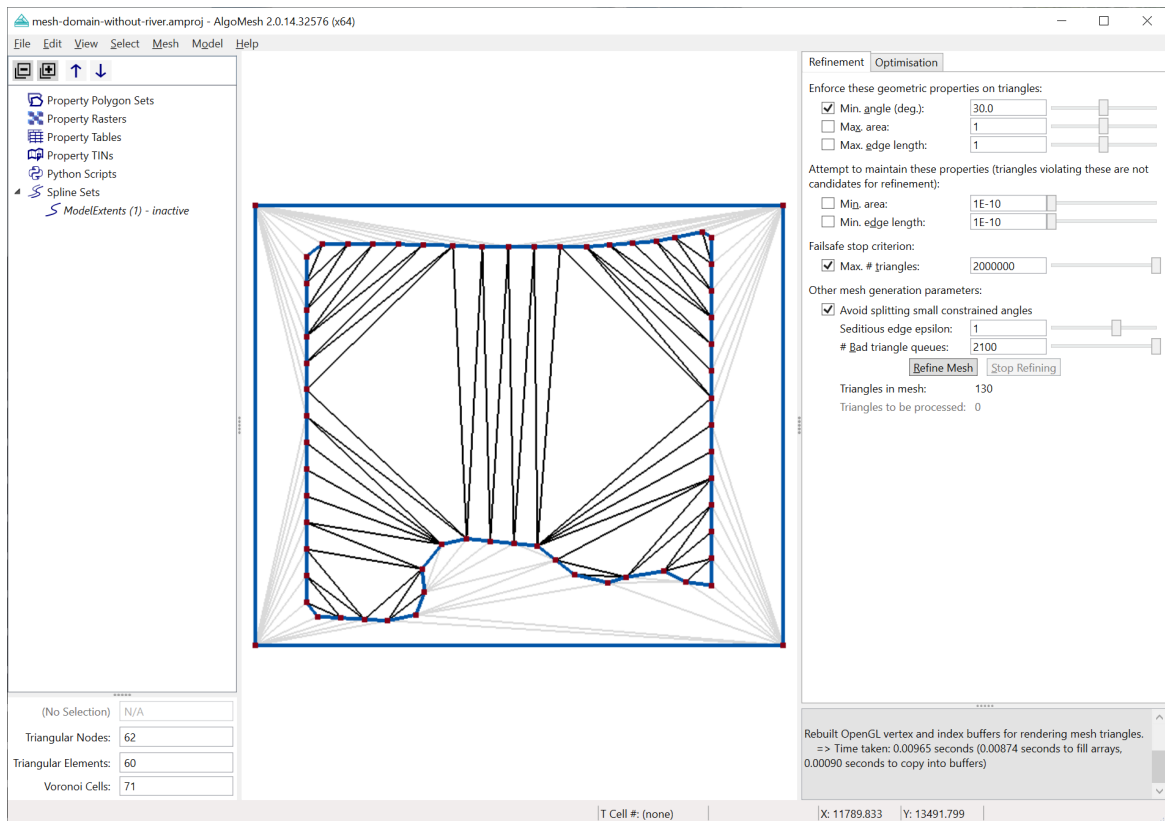 mesh-domain-without-river.amproj - AlgoMesh 2.0.14.32576 (x64)
File Edit View Select Mesh Model Help
Property Polygon Sets
Property Rasters
Property Tables
Property TINs
Python Scripts
Spline Sets
ModelExtents (1) - inactive
(No Selection) N/A
Triangular Nodes: 62
Triangular Elements: 60
Voronoi Cells: 71
Refinement Optimisation
Enforce these geometric properties on triangles:
Min. angle (deg.): 30.0
Max. area: 1
Max. edge length: 1
Attempt to maintain these properties (triangles violating these are not
candidates for refinement):
Min. area: 1E-10
Min. edge length: 1E-10
Failsafe stop criterion:
Max. # triangles: 2000000
Other mesh generation parameters:
Avoid splitting small constrained angles
Seditious edge epsilon: 1
# Bad triangle queues: 2100
Refine Mesh Stop Refining
Triangles in mesh: 130
Triangles to be processed: 0
Rebuilt OpenGL vertex and index buffers for rendering mesh triangles.
=> Time taken: 0.00965 seconds (0.00874 seconds to fill arrays,
0.00090 seconds to copy into buffers)
T Cell #: (none) X: 11789.833 Y: 13491.799